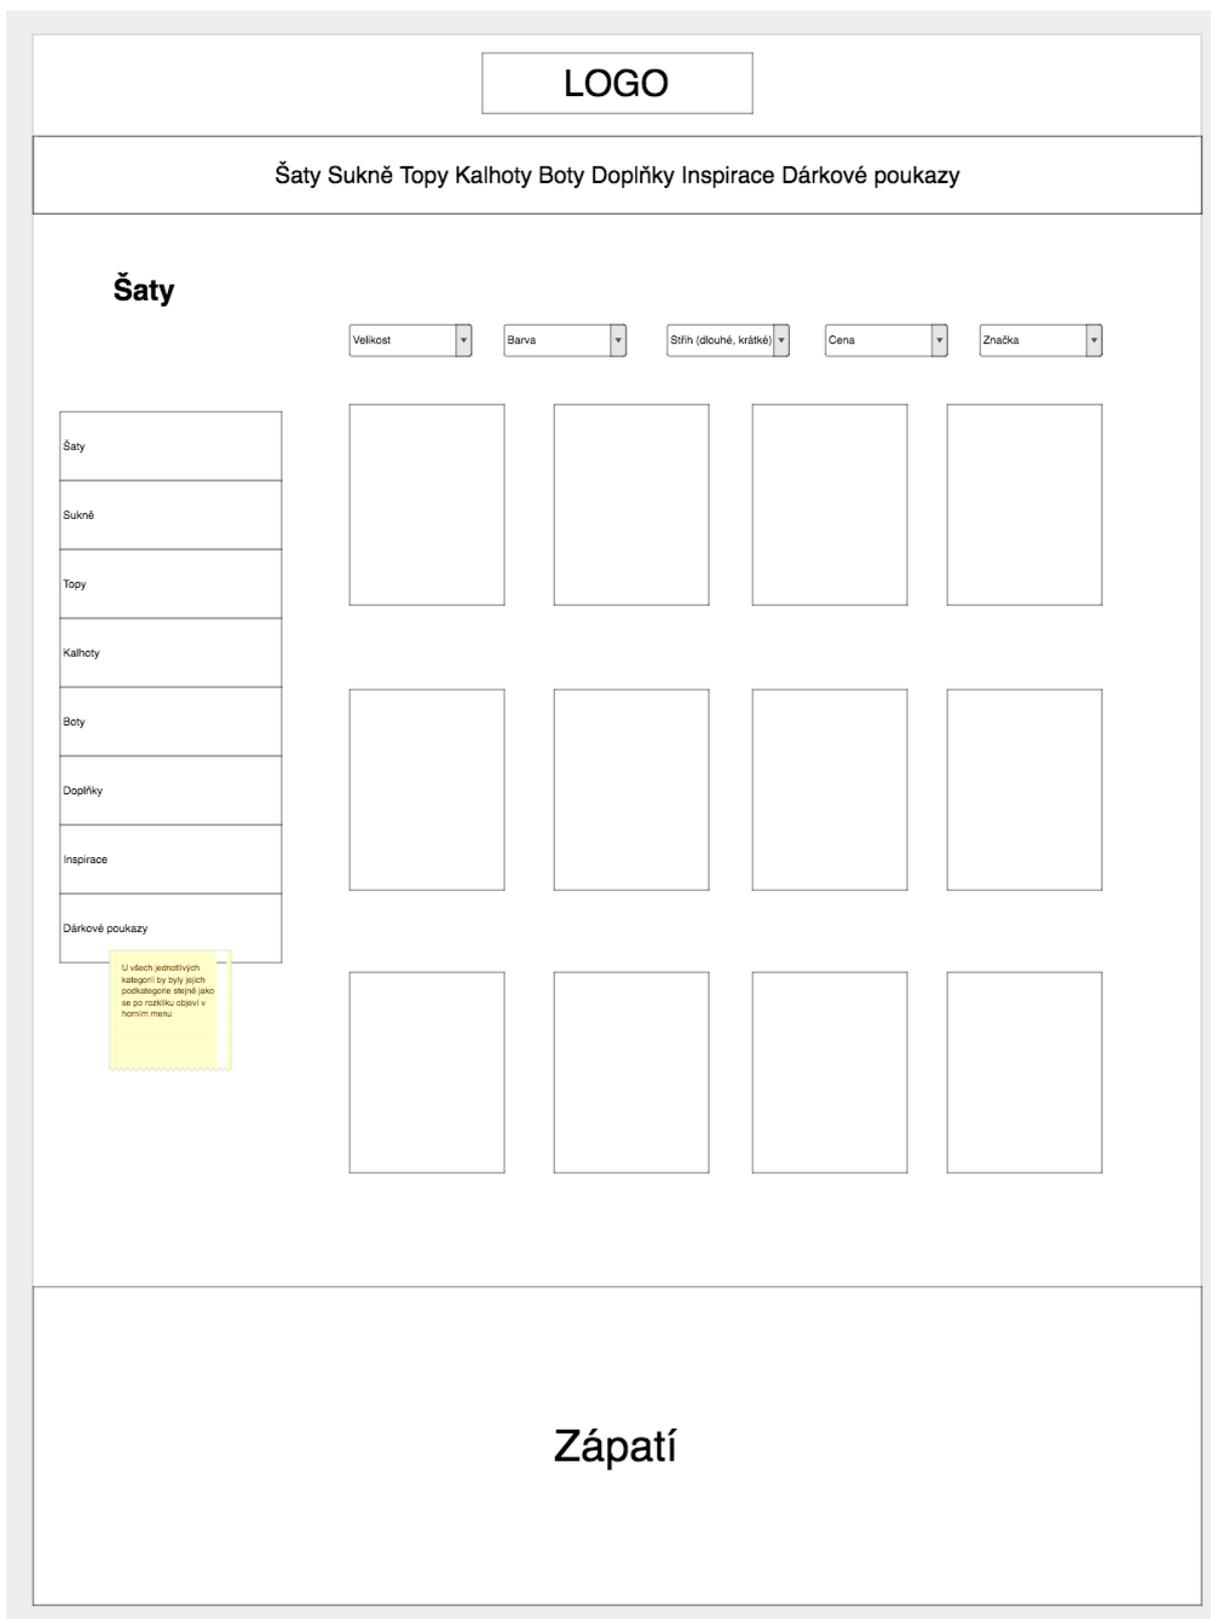 LOGO
Šaty Sukně Topy Kalhoty Boty Doplňky Inspirace Dárkové poukazy
Šaty
Velikost
Barva
Střih (dlouhé, krátké)
Cena
Značka
Šaty
Sukně
Topy
Kalhoty
Boty
Doplňky
Inspirace
Dárkové poukazy
U všech jednotlivých
kategorií by byly jejich
podkategorie stejně jako
se po rozkliku objeví v
horním menu
Zápatí